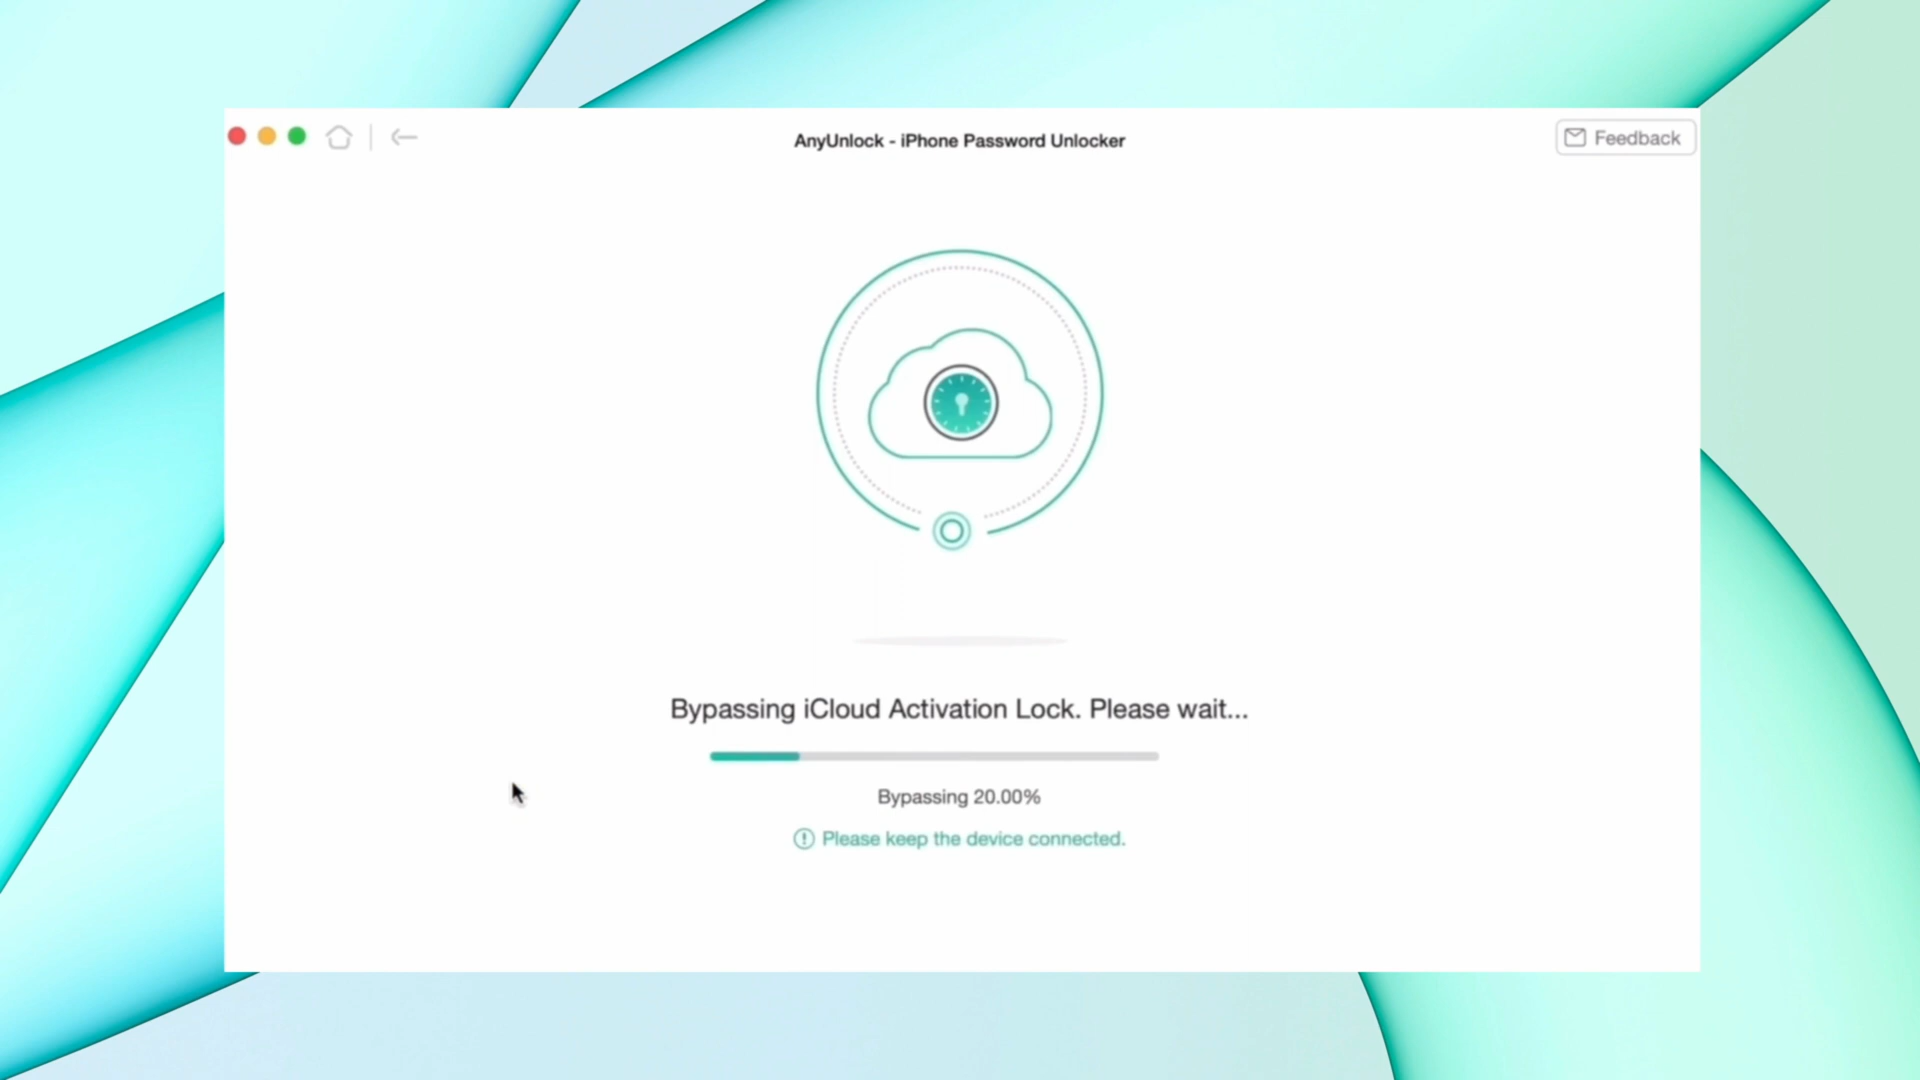 AnyUnlock - iPhone Password Unlocker
Feedback
Bypassing iCloud Activation Lock. Please wait...
Bypassing 20.00%
Please keep the device connected.